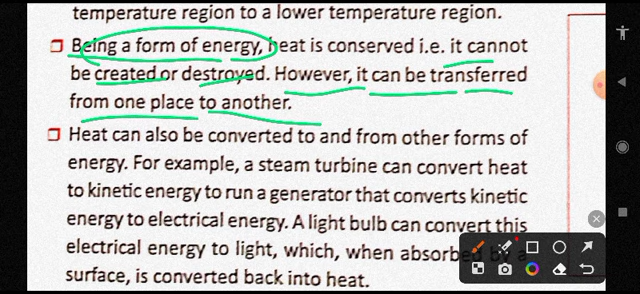 temperature region to a lower temperature region.
Being a form of energy, heat is conserved i.e. it cannot
be created or destroyed. However, it can be transferred
from one place to another.
Heat can also be converted to and from other forms of
energy. For example, a steam turbine can convert heat
to kinetic energy to run a generator that converts kinetic
energy to electrical energy. A light bulb can convert this
electrical energy to light, which, when absorbed by a
surface, is converted back into heat.